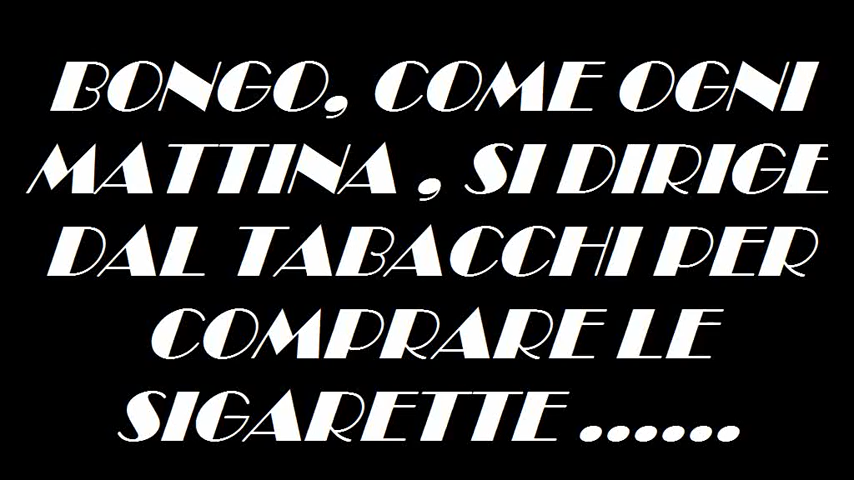 BONGO, COME OGNI
MATTINA , SI DIRIGE
DAL TABACCHI PER
COMPRARE LE
SIGARETTE ......